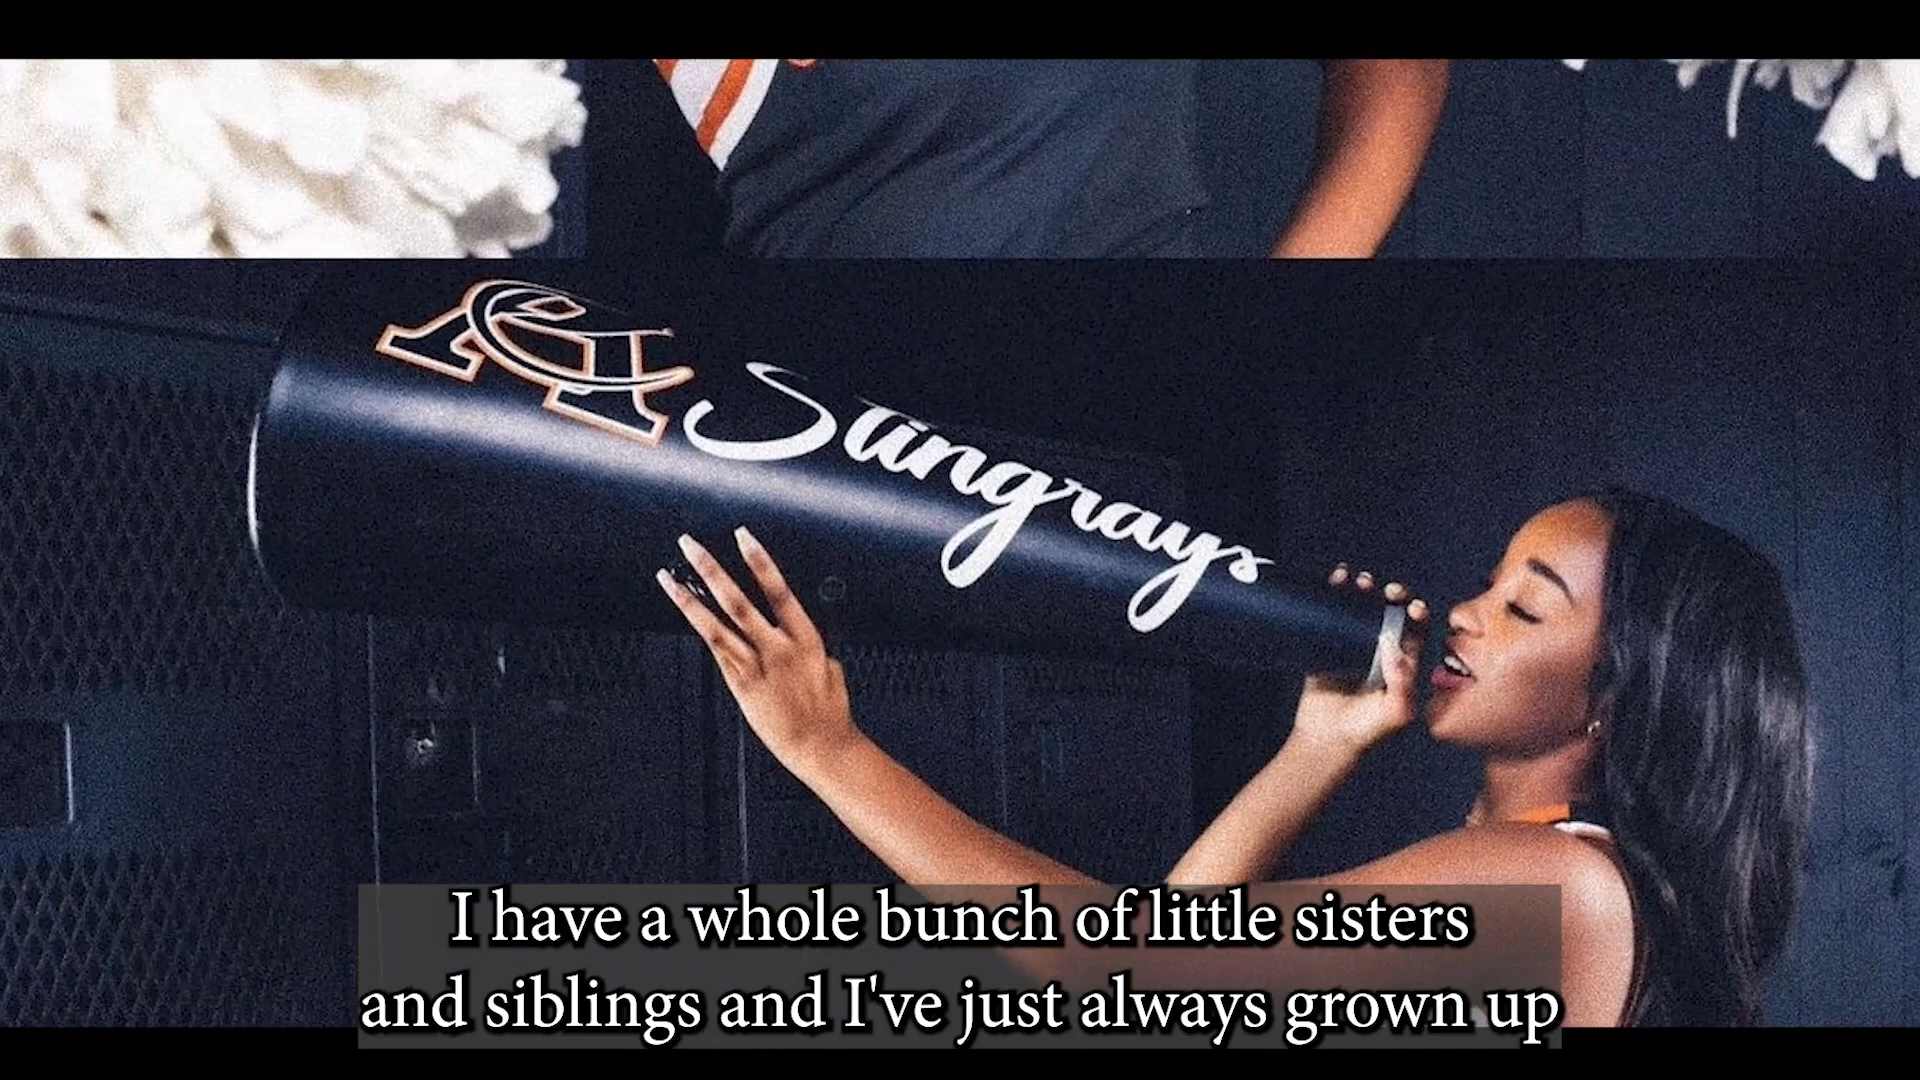 Stingrays
I have a whole bunch of little sisters
and siblings and I've just always grown up